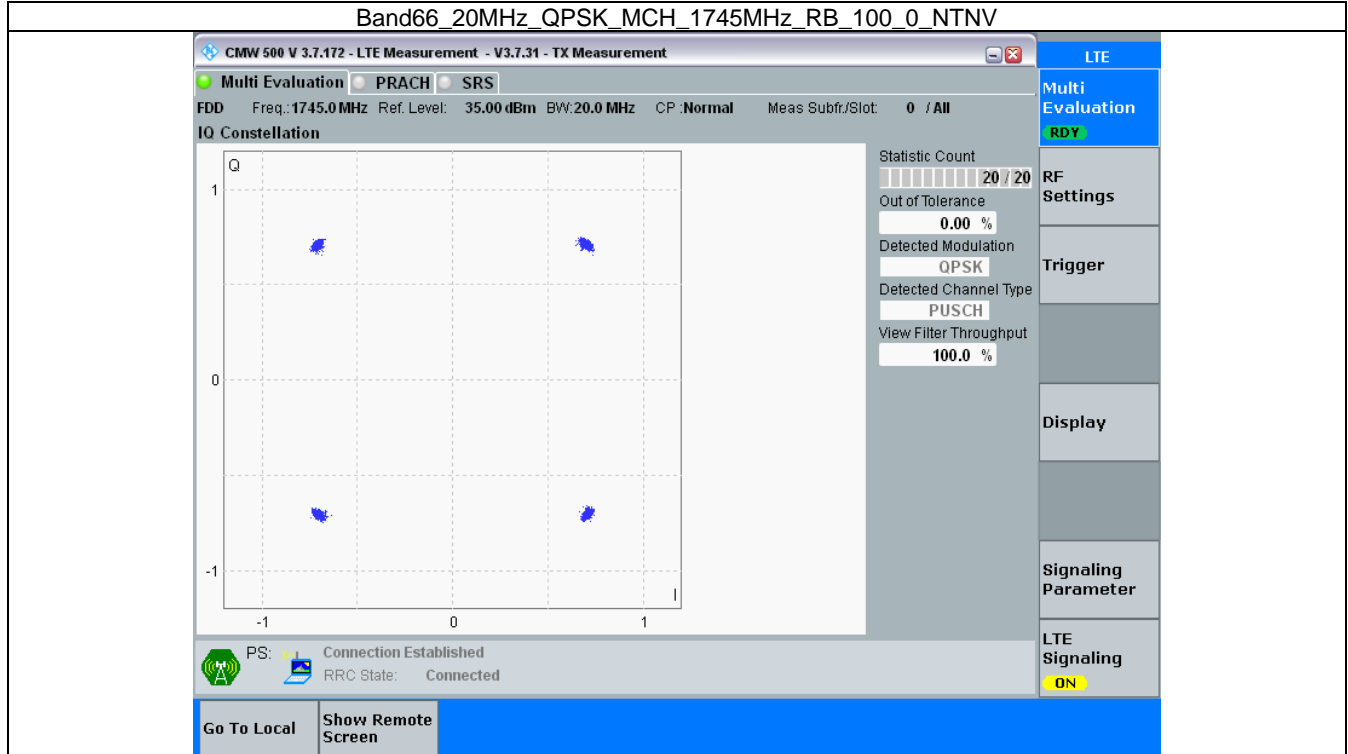 Band66_20MHz_QPSK_MCH_1745MHz_RB_100_0_NTNV
CMW 500 V 3.7.172 - LTE Measurement - V3.7.31 - TX Measurement
LTE
Multi Evaluation PRACH SRS
FDD Freq.:1745.0 MHz Ref. Level: 35.00 dBm BW:20.0 MHz CP :Normal Meas Subfr./Slot: 0 / All
IQ Constellation
Q
1
0
-1
I
-1 0 1
Statistic Count
20 / 20
Out of Tolerance
0.00 %
Detected Modulation
QPSK
Detected Channel Type
PUSCH
View Filter Throughput
100.0 %
Multi
Evaluation
RDY
RF
Settings
Trigger
Display
Signaling
Parameter
LTE
Signaling
ON
PS: Connection Established
RRC State: Connected
Go To Local
Show Remote
Screen